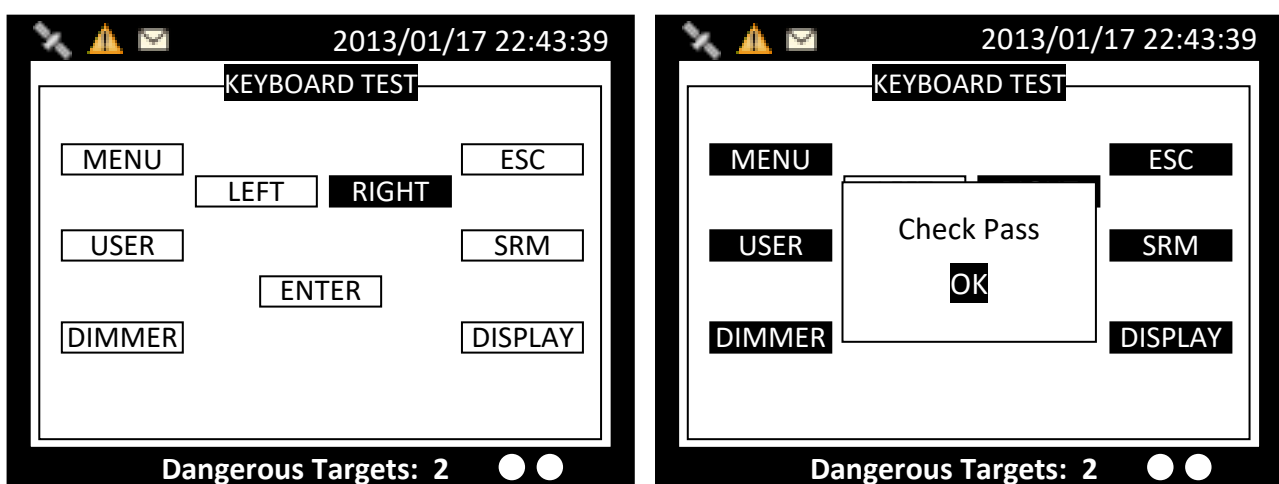 2013/01/17 22:43:39
KEYBOARD TEST
MENU ESC
LEFT RIGHT
USER SRM
ENTER
DIMMER DISPLAY
Dangerous Targets: 2
2013/01/17 22:43:39
KEYBOARD TEST
MENU ESC
Check Pass
USER SRM
OK
DIMMER DISPLAY
Dangerous Targets: 2